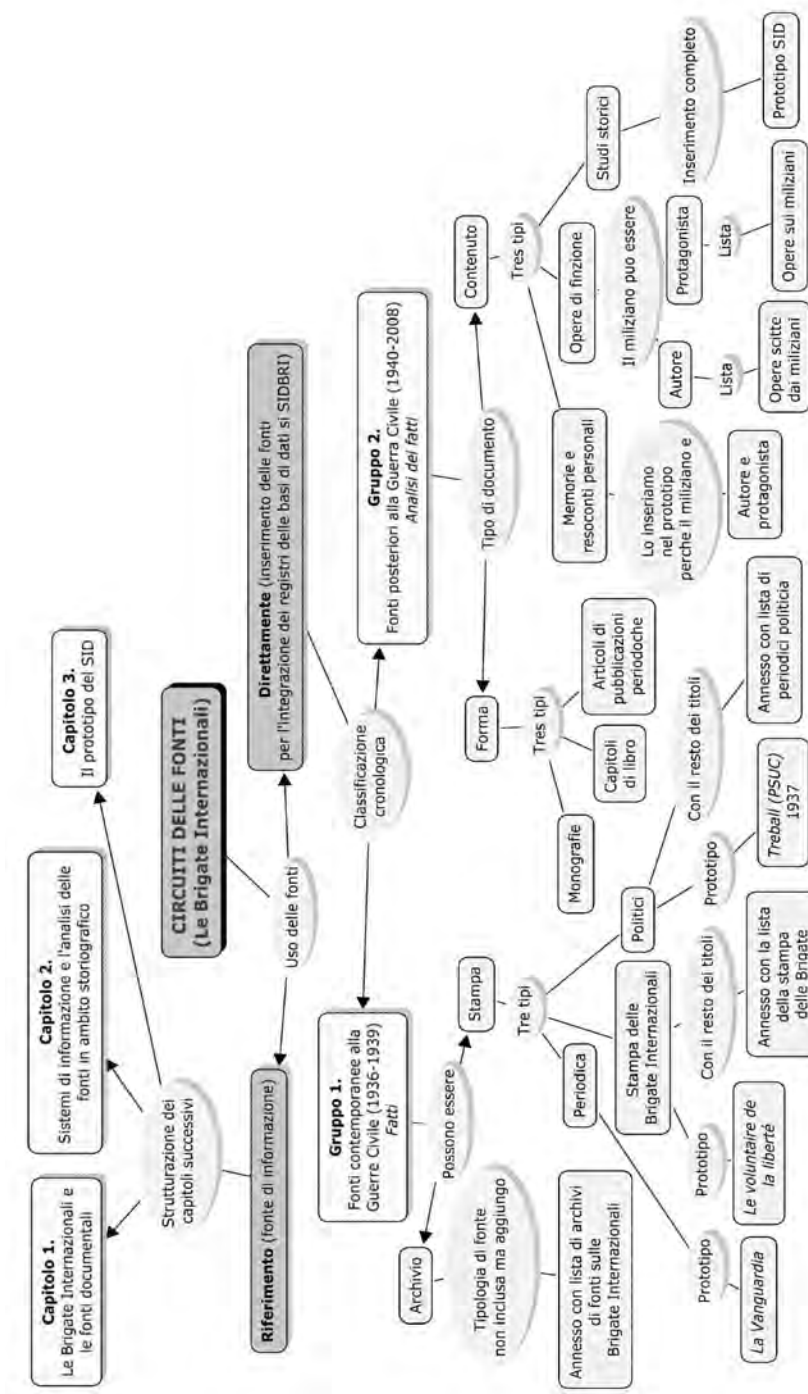 Capitolo 1.
Le Brigate Internazionali e
le fonti documentali
Capitolo 2.
Sistemi di informazione e l'analisi delle
fonti in ambito storiografico
Capitolo 3.
Il prototipo del SID
Strutturazione dei
capitoli successivi
CIRCUITI DELLE FONTI
(Le Brigate Internazionali)
Uso delle fonti
Riferimento (fonte di informazione)
Direttamente (inserimento delle fonti
per l'integrazione dei registri delle basi di dati si SIDBRI)
Classificazione
cronologica
Gruppo 1.
Fonti contemporanee alla
Guerre Civile (1936-1939)
Fatti
Gruppo 2.
Fonti posteriori alla Guerra Civile (1940-2008)
Analisi dei fatti
Possono essere
Archivio
Stampa
Tipologia di fonte
non inclusa ma aggiungo
Annesso con lista di archivi
di fonti sulle
Brigate Internazionali
Tre tipi
Periodica
Stampa delle
Brigate Internazionali
Politici
Prototipo
La Vanguardia
Prototipo
Le voluntaire de
la liberté
Con il resto dei titoli
Annesso con la lista
della stampa
delle Brigate
Prototipo
Treball (PSUC)
1937
Con il resto dei titoli
Annesso con lista di
periodici politicia
Tipo di documento
Forma
Contenuto
Tres tipi
Monografie
Capitoli
di libro
Articoli di
pubblicazioni
periodoche
Tres tipi
Memorie e
resoconti personali
Opere di finzione
Studi storici
Lo inseriamo
nel prototipo
perche il miliziano e
Autore e
protagonista
Il miliziano puo essere
Autore
Protagonista
Lista
Lista
Opere scitte
dai miliziani
Opere sui miliziani
Inserimento completo
Prototipo SID